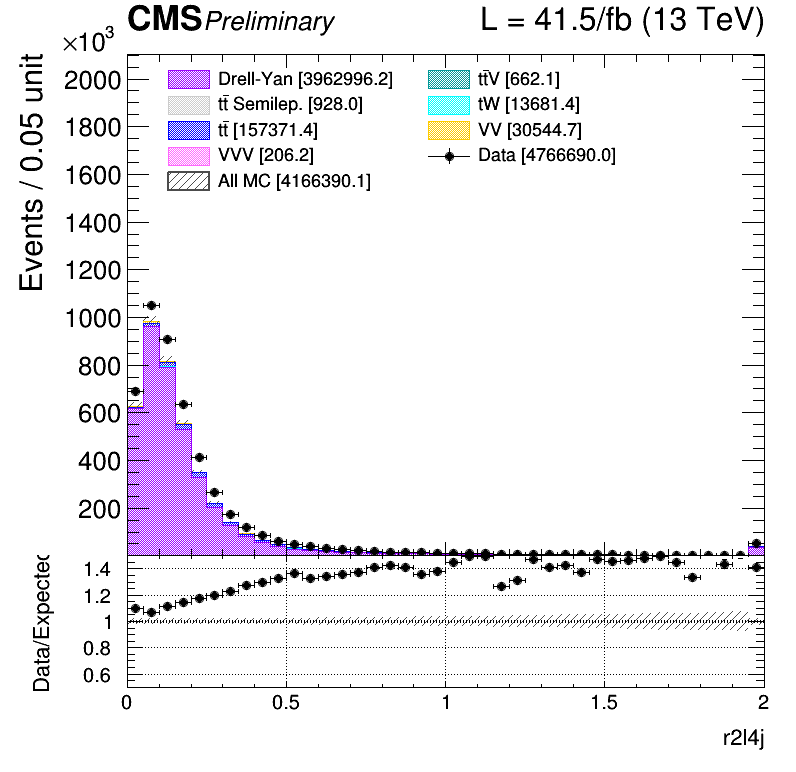 CMS Preliminary L = 41.5/fb (13 TeV)
×10³
Events / 0.05 unit
2000
1800
1600
1400
1200
1000
800
600
400
200
Drell-Yan [3962996.2]
tt̄ Semilep. [928.0]
tt̄ [157371.4]
VVV [206.2]
All MC [4166390.1]
tt̄V [662.1]
tW [13681.4]
VV [30544.7]
Data [4766690.0]
Data/Expected
1.4
1.2
1
0.8
0.6
0 0.5 1 1.5 2
r2l4j